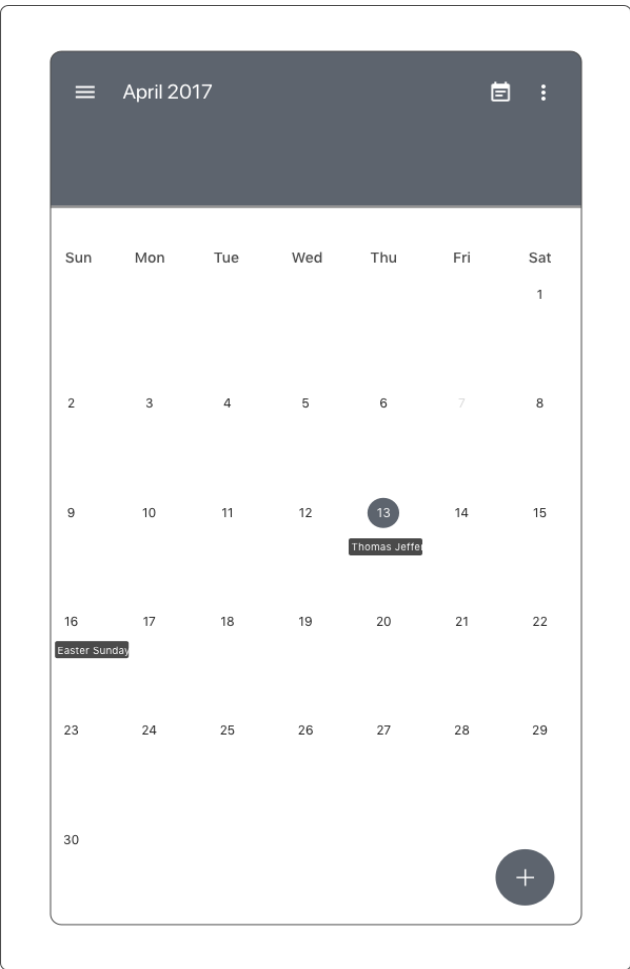 April 2017
Sun Mon Tue Wed Thu Fri Sat
1
2 3 4 5 6 7 8
9 10 11 12 13 14 15
Thomas Jeffer
16 17 18 19 20 21 22
Easter Sunday
23 24 25 26 27 28 29
30